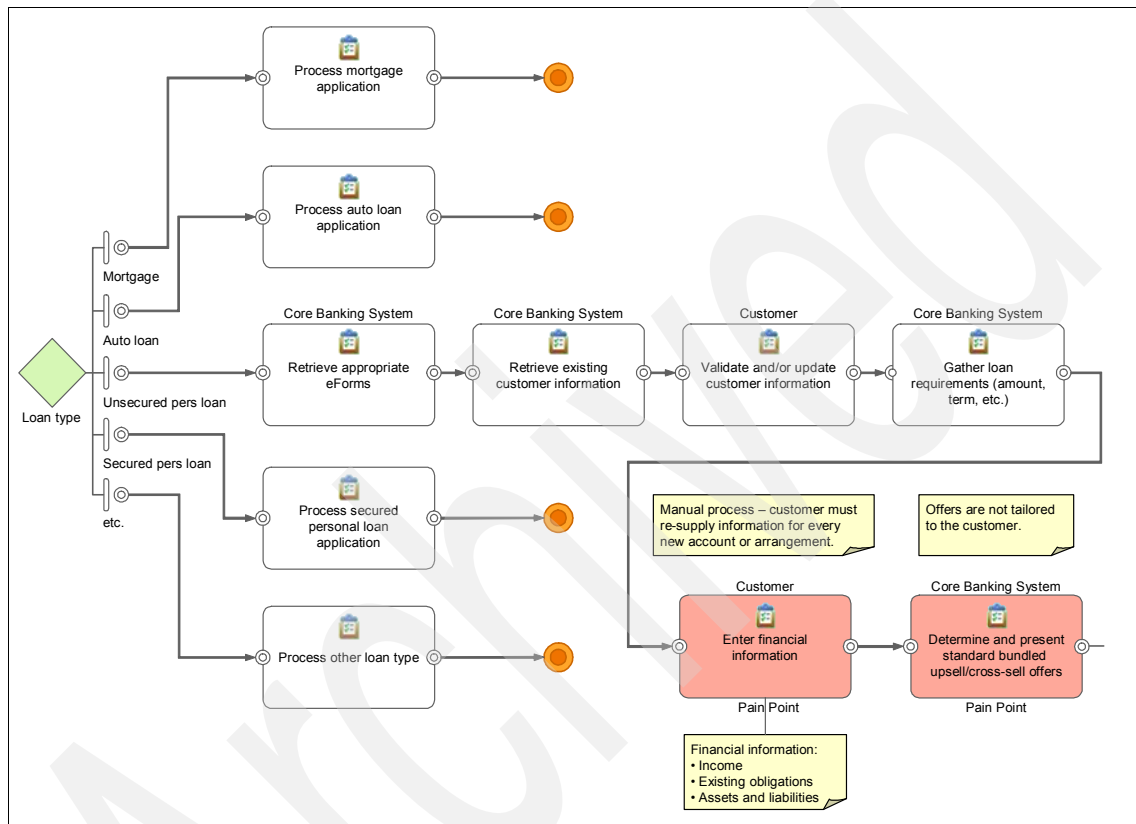 Process mortgage
application
Process auto loan
application
Mortgage
Auto loan
Unsecured pers loan
Secured pers loan
etc.
Loan type
Core Banking System
Retrieve appropriate
eForms
Core Banking System
Retrieve existing
customer information
Customer
Validate and/or update
customer information
Core Banking System
Gather loan
requirements (amount,
term, etc.)
Process secured
personal loan
application
Process other loan type
Manual process – customer must
re-supply information for every
new account or arrangement.
Offers are not tailored
to the customer.
Customer
Enter financial
information
Pain Point
Core Banking System
Determine and present
standard bundled
upsell/cross-sell offers
Pain Point
Financial information:
• Income
• Existing obligations
• Assets and liabilities
Archived